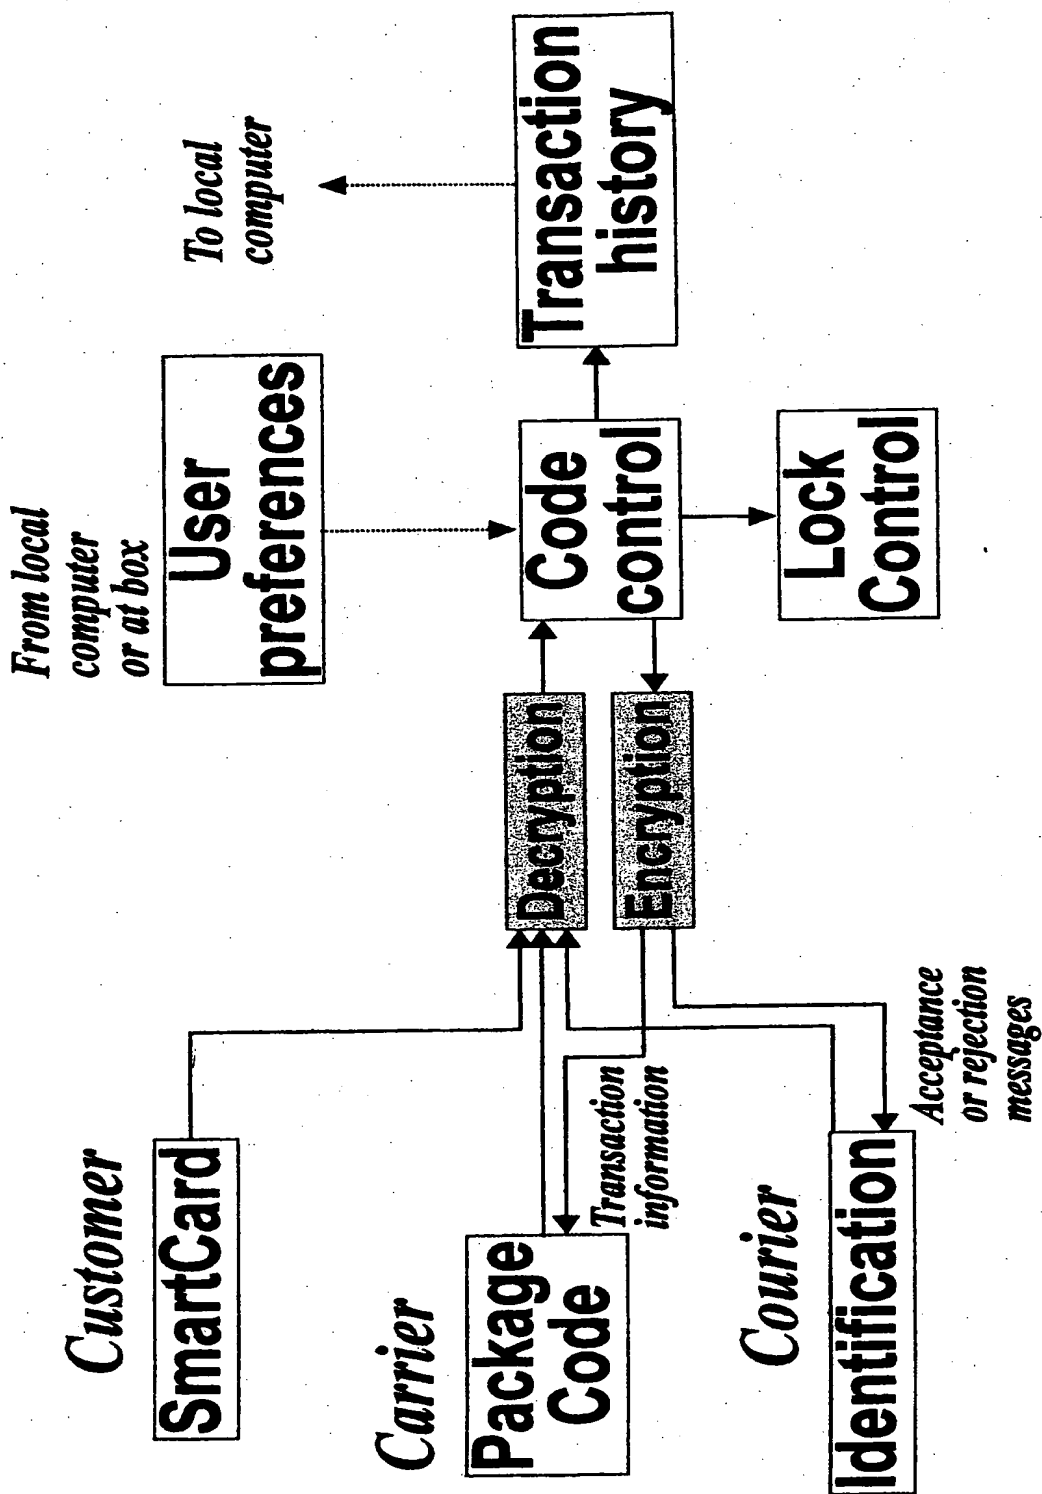 Customer
SmartCard
Carrier
Package
Code
Transaction
information
Courier
Identification
Acceptance
or rejection
messages
Decryption
Encryption
From local
computer
or at box
User
preferences
Code
control
Lock
Control
To local
computer
Transaction
history